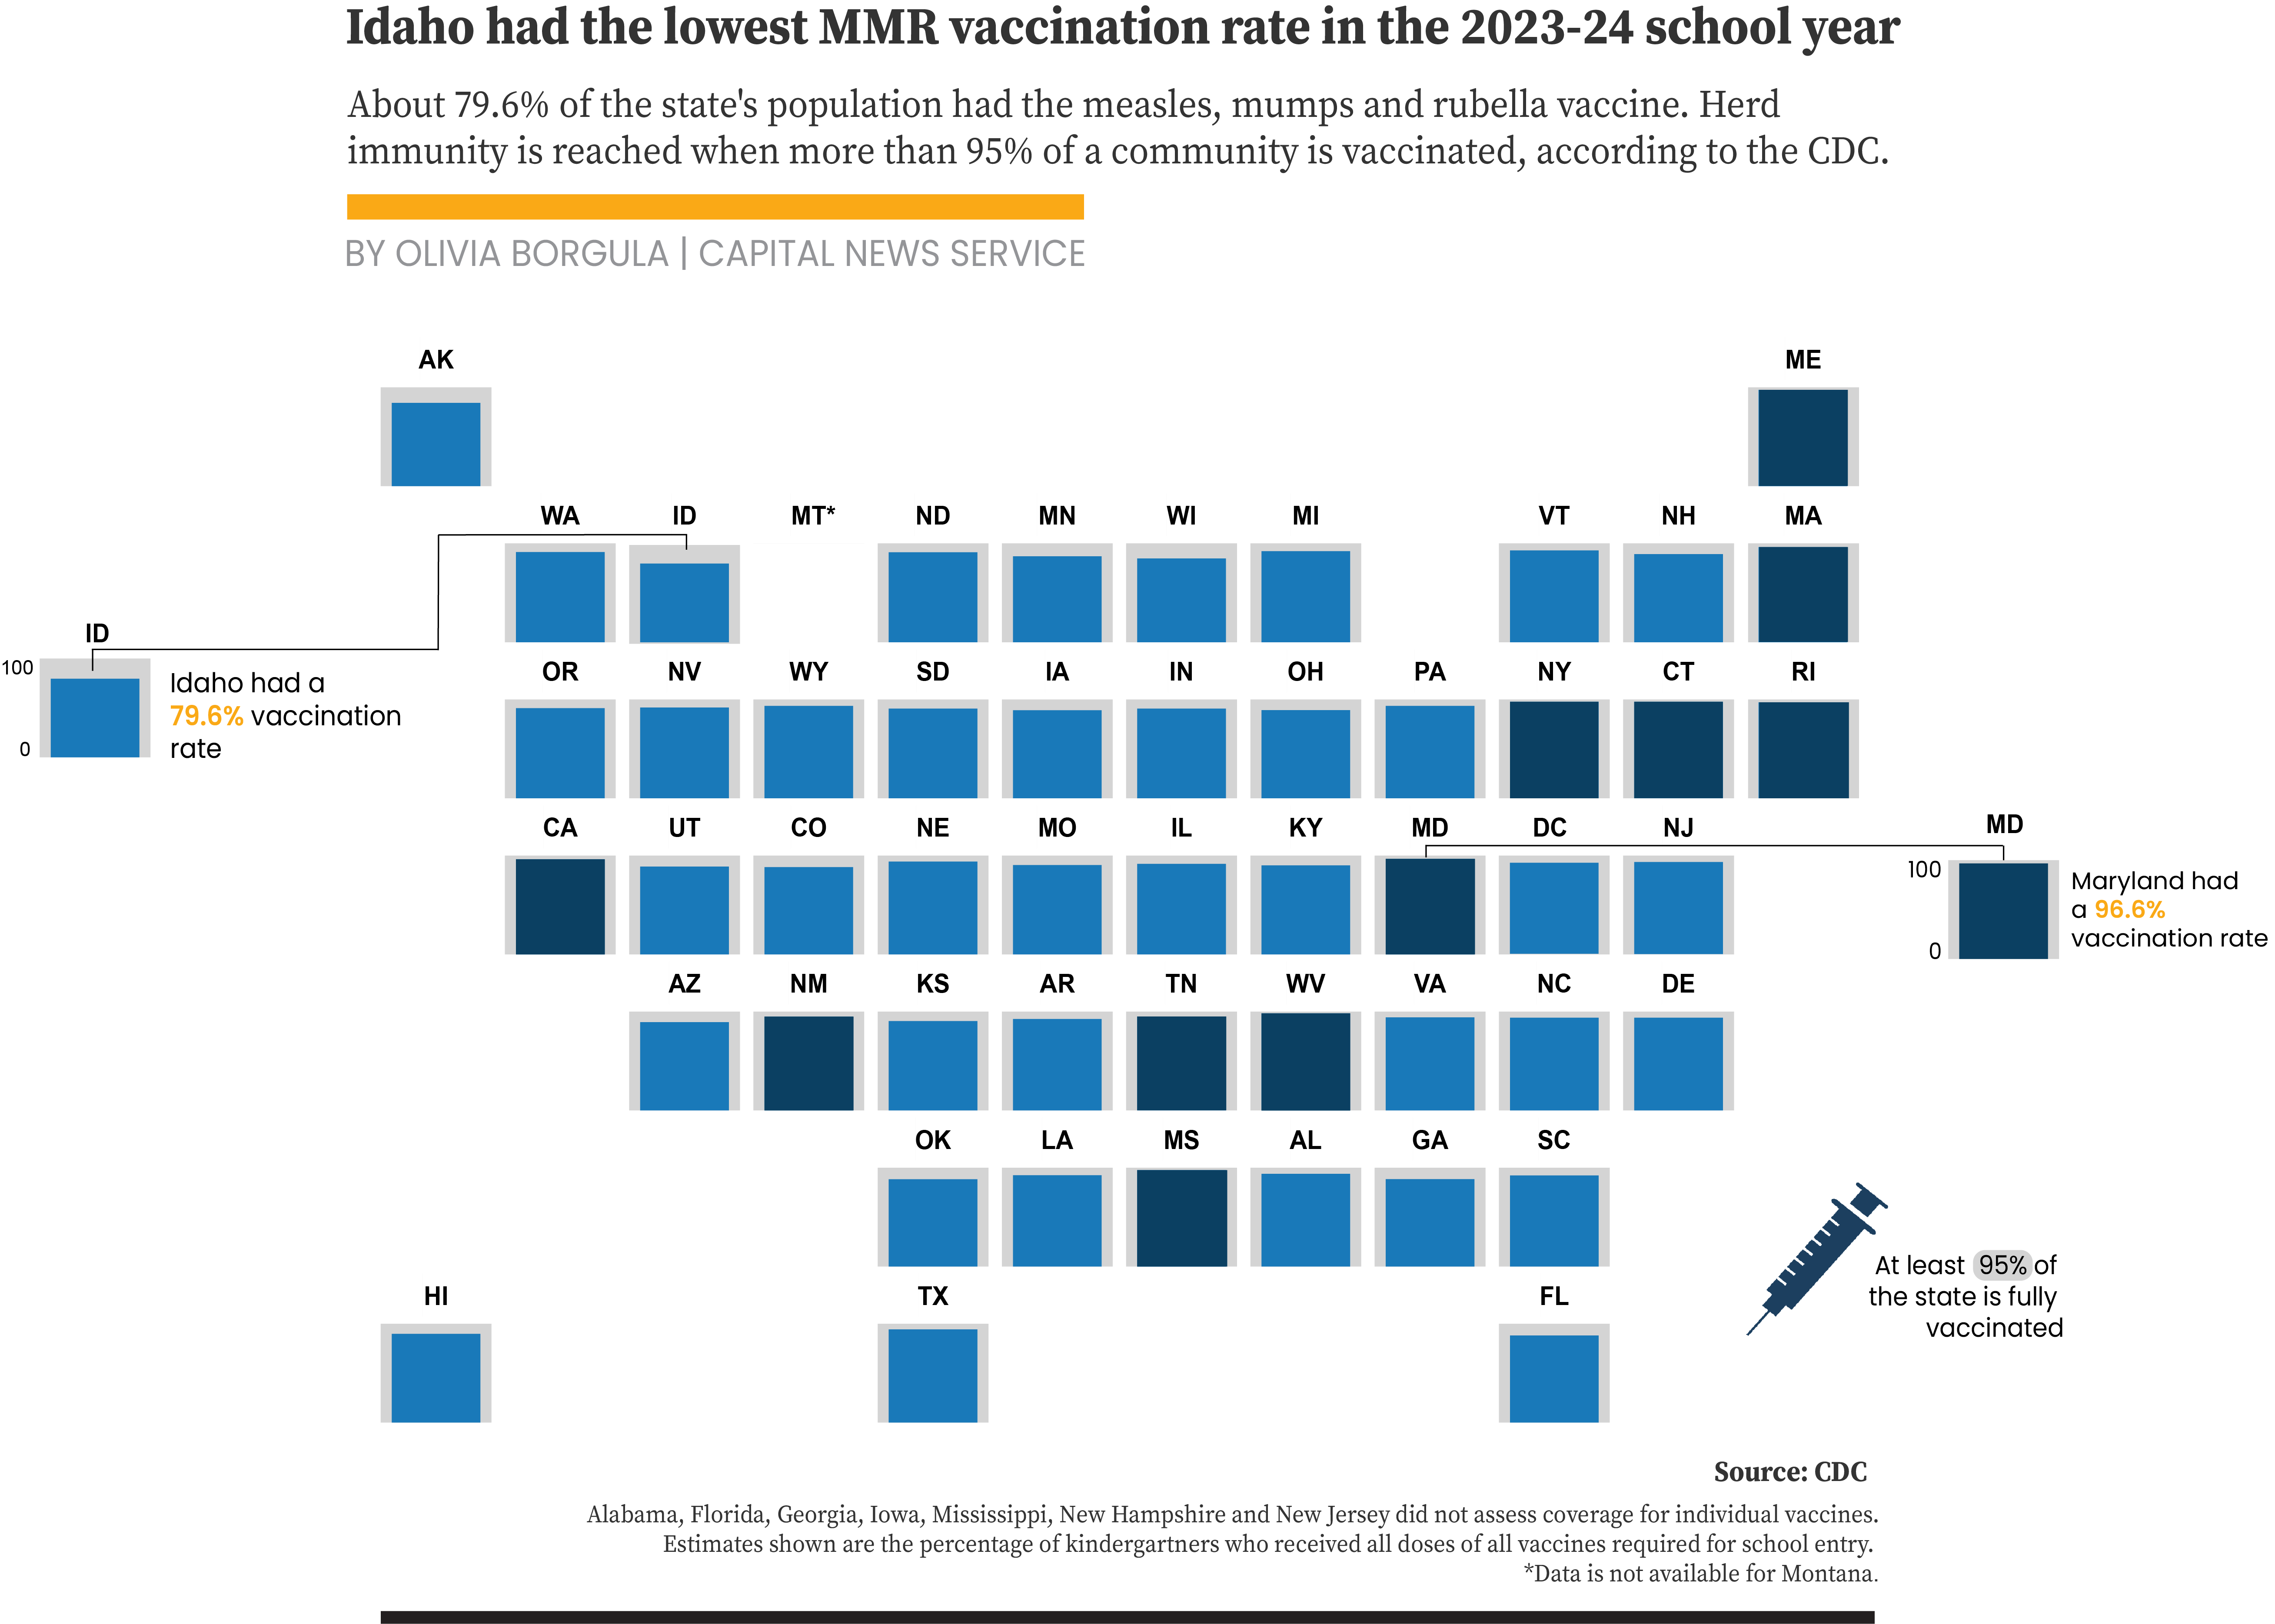 Idaho had the lowest MMR vaccination rate in the 2023-24 school year
About 79.6% of the state's population had the measles, mumps and rubella vaccine. Herd
immunity is reached when more than 95% of a community is vaccinated, according to the CDC.
BY OLIVIA BORGULA | CAPITAL NEWS SERVICE
AK ME
WA ID MT* ND MN WI MI VT NH MA
ID
100
0
Idaho had a
79.6% vaccination
rate
OR NV WY SD IA IN OH PA NY CT RI
CA UT CO NE MO IL KY MD DC NJ
MD
100
0
Maryland had
a 96.6%
vaccination rate
AZ NM KS AR TN WV VA NC DE
OK LA MS AL GA SC
At least 95% of
the state is fully
vaccinated
HI TX FL
Source: CDC
Alabama, Florida, Georgia, Iowa, Mississippi, New Hampshire and New Jersey did not assess coverage for individual vaccines.
Estimates shown are the percentage of kindergartners who received all doses of all vaccines required for school entry.
*Data is not available for Montana.